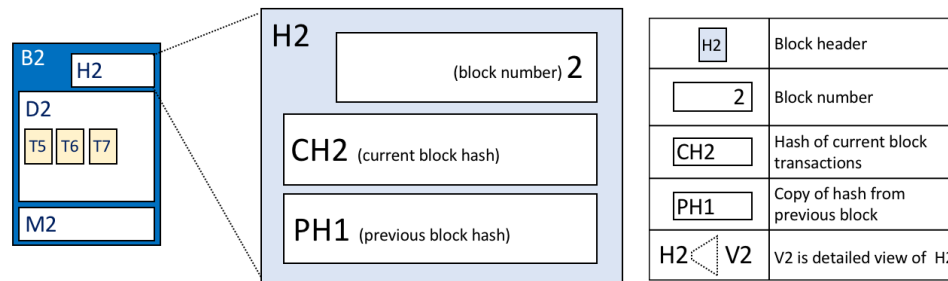 B2
H2
D2
T5 T6 T7
M2
H2
(block number) 2
CH2 (current block hash)
PH1 (previous block hash)
H2 Block header
2 Block number
CH2 Hash of current block
transactions
PH1 Copy of hash from
previous block
H2 V2 V2 is detailed view of H2